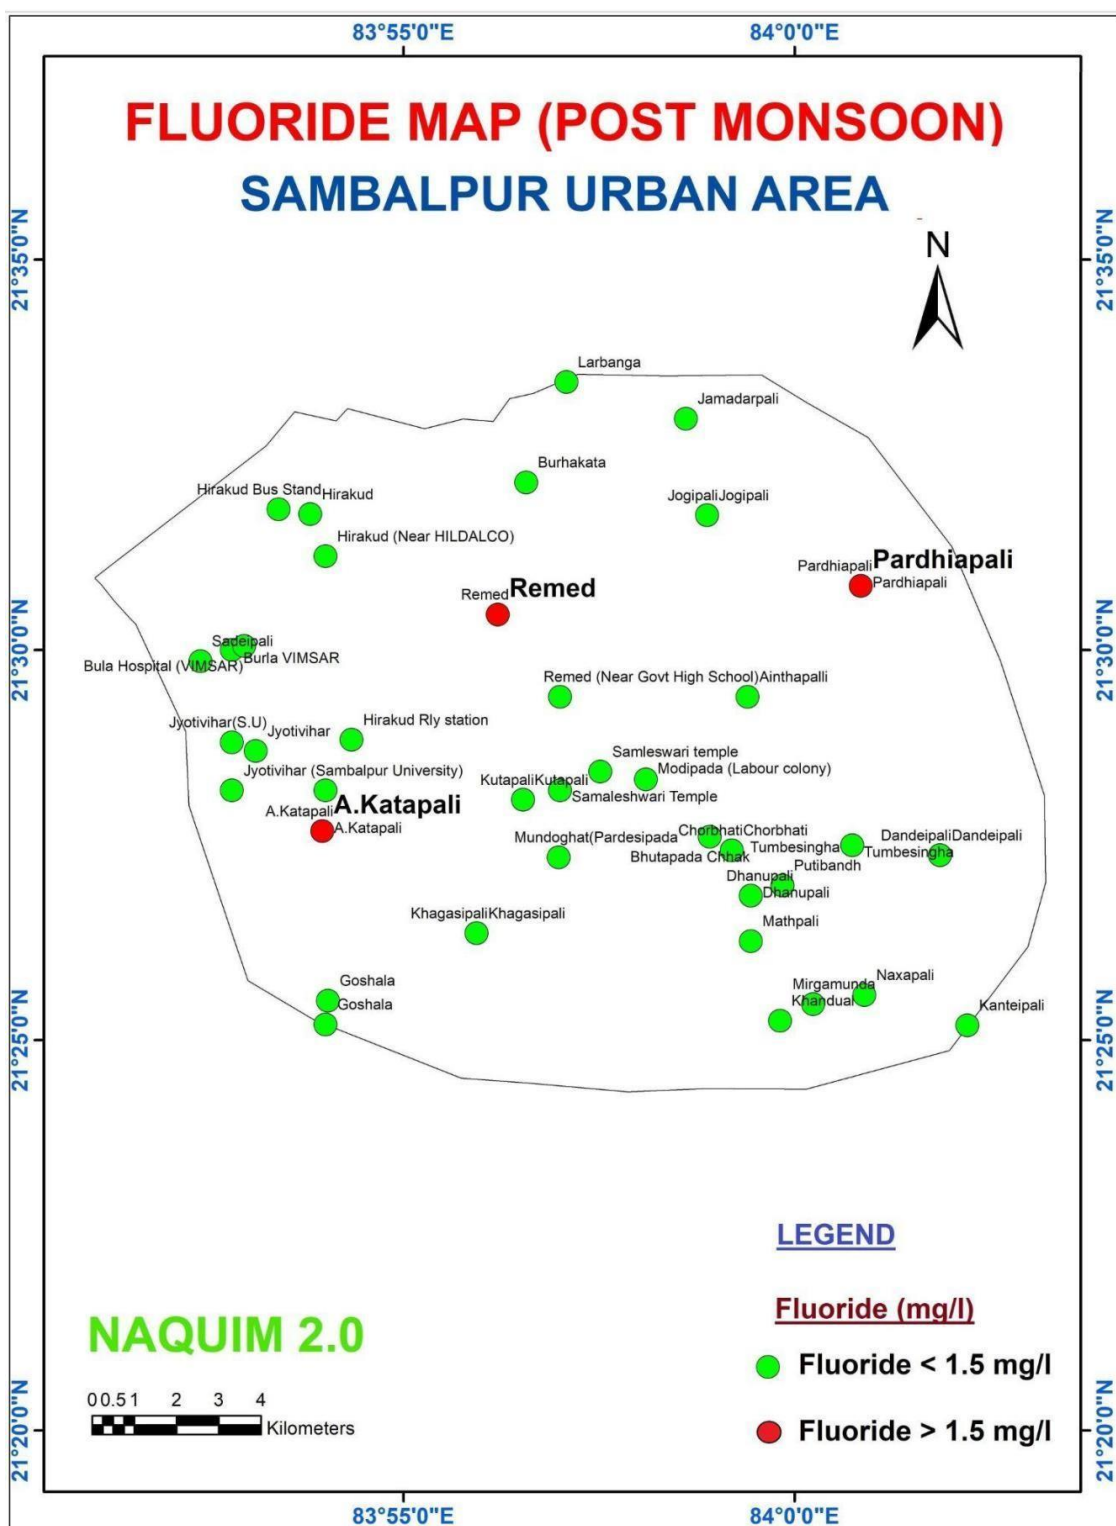 83°55'0"E 84°0'0"E
FLUORIDE MAP (POST MONSOON)
SAMBALPUR URBAN AREA
N
21°35'0"N 21°35'0"N
Larbanga
Jamadarpali
Burhakata
Hirakud Bus Stand
Hirakud
JogipaliJogipali
Hirakud (Near HILDALCO)
Pardhiapali
Pardhiapali
Pardhiapali
Remed
Remed
21°30'0"N 21°30'0"N
Sadeipali
Burla VIMSAR
Bula Hospital (VIMSAR)
Remed (Near Govt High School)Ainthapalli
Jyotivihar(S.U)
Jyotivihar
Hirakud Rly station
Samleswari temple
Modipada (Labour colony)
Jyotivihar (Sambalpur University)
KutapaliKutapali
Samaleshwari Temple
A.Katapali
A.Katapali
A.Katapali
Mundoghat(Pardesipada
ChorbhatiChorbhati
DandeipaliDandeipali
Tumbesingha
Tumbesingha
Bhutapada Chhak
Putibandh
Dhanupali
Dhanupali
KhagasipaliKhagasipali
Mathpali
Goshala
Goshala
Naxapali
Mirgamunda
Khandual
Kanteipali
21°25'0"N 21°25'0"N
LEGEND
Fluoride (mg/l)
NAQUIM 2.0
Fluoride < 1.5 mg/l
0 0.5 1 2 3 4
Kilometers
Fluoride > 1.5 mg/l
21°20'0"N 21°20'0"N
83°55'0"E 84°0'0"E